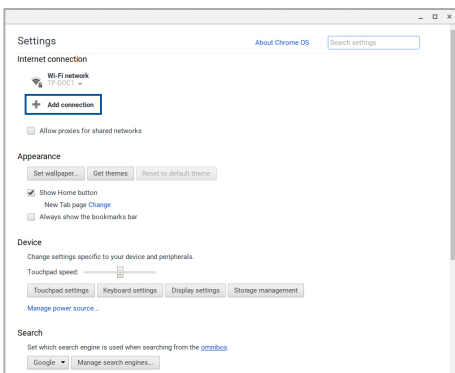 Settings
About Chrome OS
Search settings
Internet connection
Wi-Fi network
TP-DOC1
Add connection
Allow proxies for shared networks
Appearance
Set wallpaper... Get themes Reset to default theme
Show Home button
New Tab page Change
Always show the bookmarks bar
Device
Change settings specific to your device and peripherals.
Touchpad speed:
Touchpad settings Keyboard settings Display settings Storage management
Manage power source...
Search
Set which search engine is used when searching from the omnibox.
Google Manage search engines...